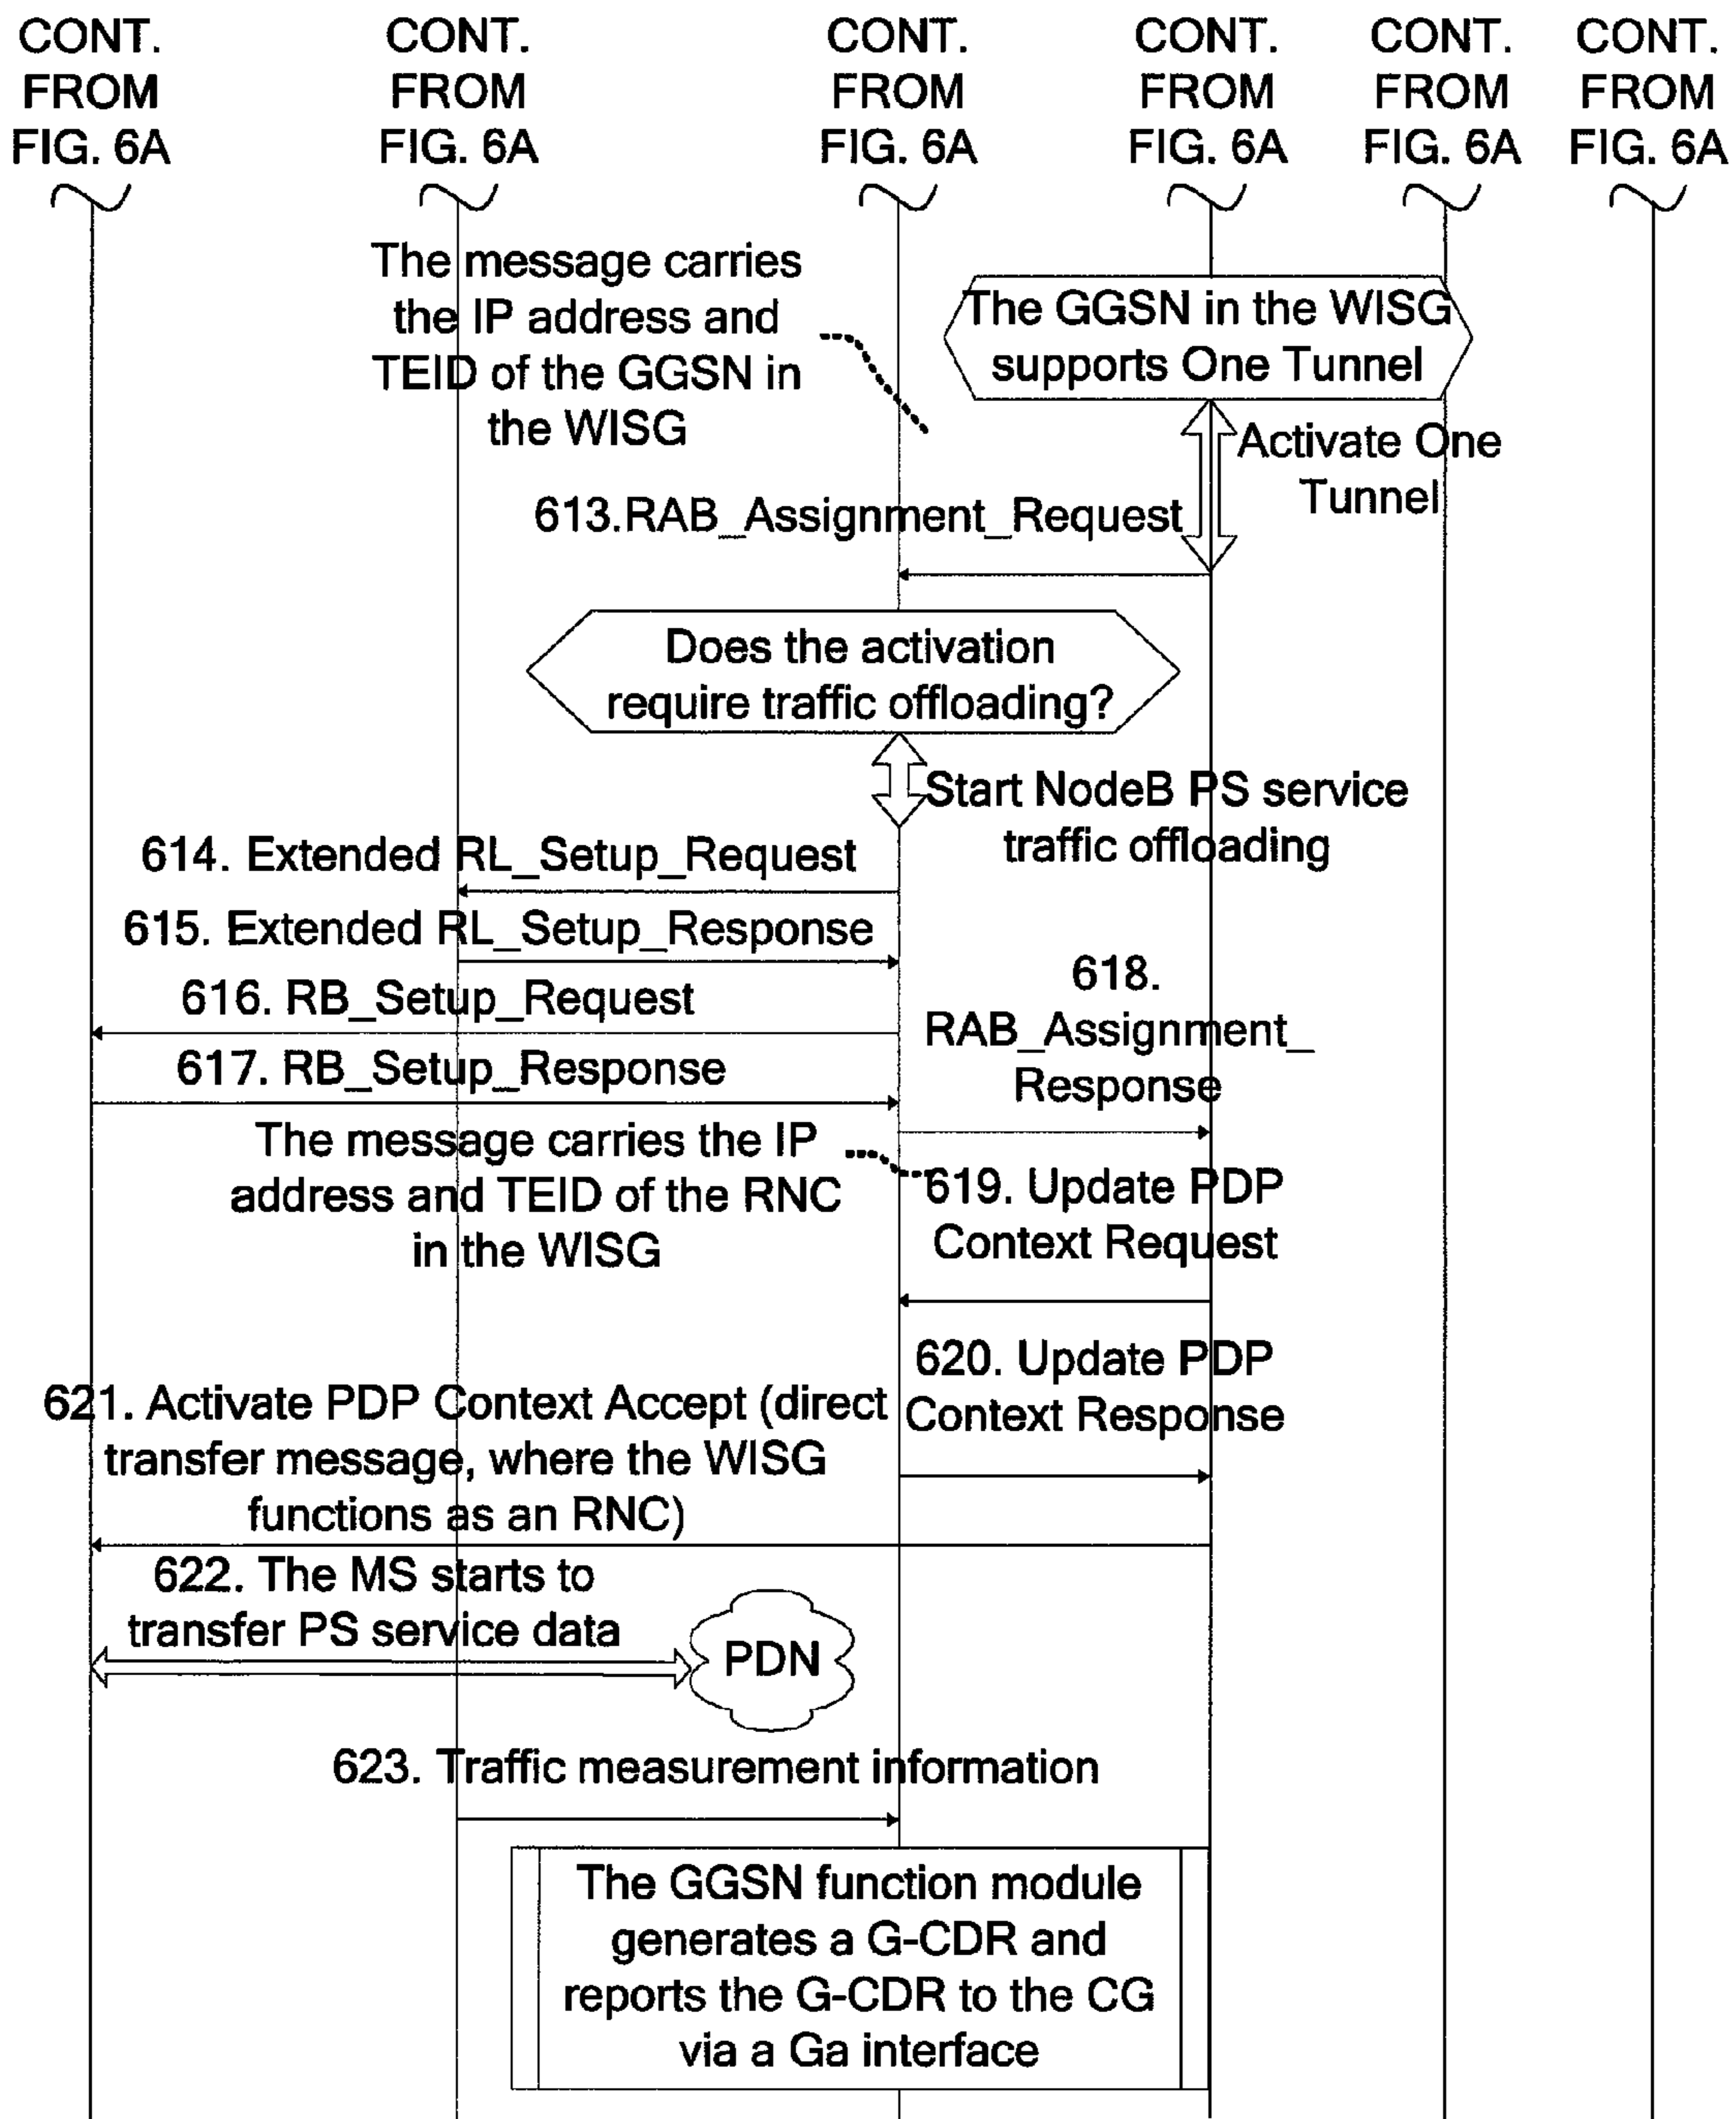 CONT.
FROM
FIG. 6A
CONT.
FROM
FIG. 6A
CONT.
FROM
FIG. 6A
CONT.
FROM
FIG. 6A
CONT.
FROM
FIG. 6A
CONT.
FROM
FIG. 6A
The message carries
the IP address and
TEID of the GGSN in
the WISG
The GGSN in the WISG
supports One Tunnel
Activate One
Tunnel
613.RAB_Assignment_Request
Does the activation
require traffic offloading?
Start NodeB PS service
traffic offloading
614. Extended RL_Setup_Request
615. Extended RL_Setup_Response
616. RB_Setup_Request
617. RB_Setup_Response
618.
RAB_Assignment_
Response
The message carries the IP
address and TEID of the RNC
in the WISG
619. Update PDP
Context Request
620. Update PDP
Context Response
621. Activate PDP Context Accept (direct
transfer message, where the WISG
functions as an RNC)
622. The MS starts to
transfer PS service data
PDN
623. Traffic measurement information
The GGSN function module
generates a G-CDR and
reports the G-CDR to the CG
via a Ga interface